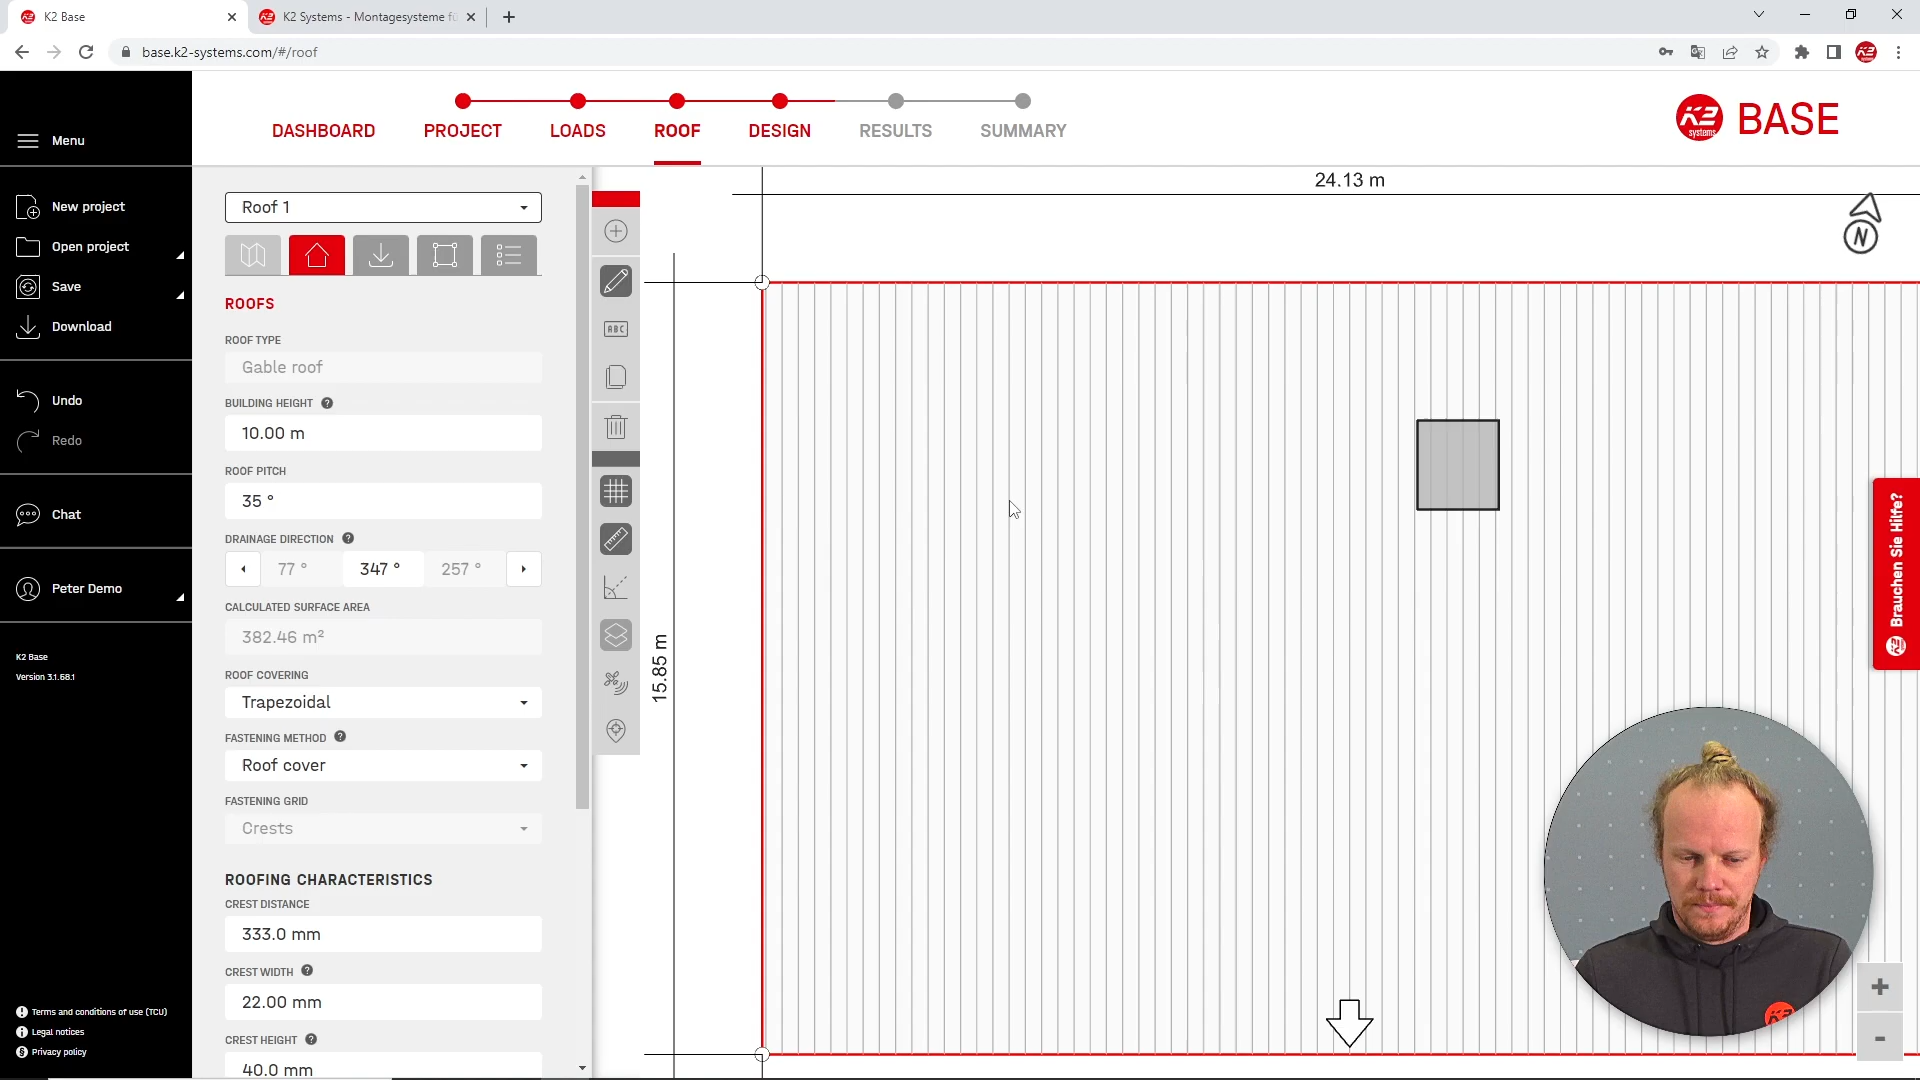 K2 Base
K2 Systems - Montagesysteme fü
base.k2-systems.com/#/roof
Menu
New project
Open project
Save
Download
Undo
Redo
Chat
Peter Demo
K2 Base
Version 3.1.68.1
Terms and conditions of use (TCU)
Legal notices
Privacy policy
DASHBOARD
PROJECT
LOADS
ROOF
DESIGN
RESULTS
SUMMARY
K2 systems
BASE
Roof 1
ROOFS
ROOF TYPE
Gable roof
BUILDING HEIGHT
10.00 m
ROOF PITCH
35 °
DRAINAGE DIRECTION
77 ° 347 ° 257 °
CALCULATED SURFACE AREA
382.46 m²
ROOF COVERING
Trapezoidal
FASTENING METHOD
Roof cover
FASTENING GRID
Crests
ROOFING CHARACTERISTICS
CREST DISTANCE
333.0 mm
CREST WIDTH
22.00 mm
CREST HEIGHT
40.0 mm
ABC
24.13 m
15.85 m
N
Brauchen Sie Hilfe?